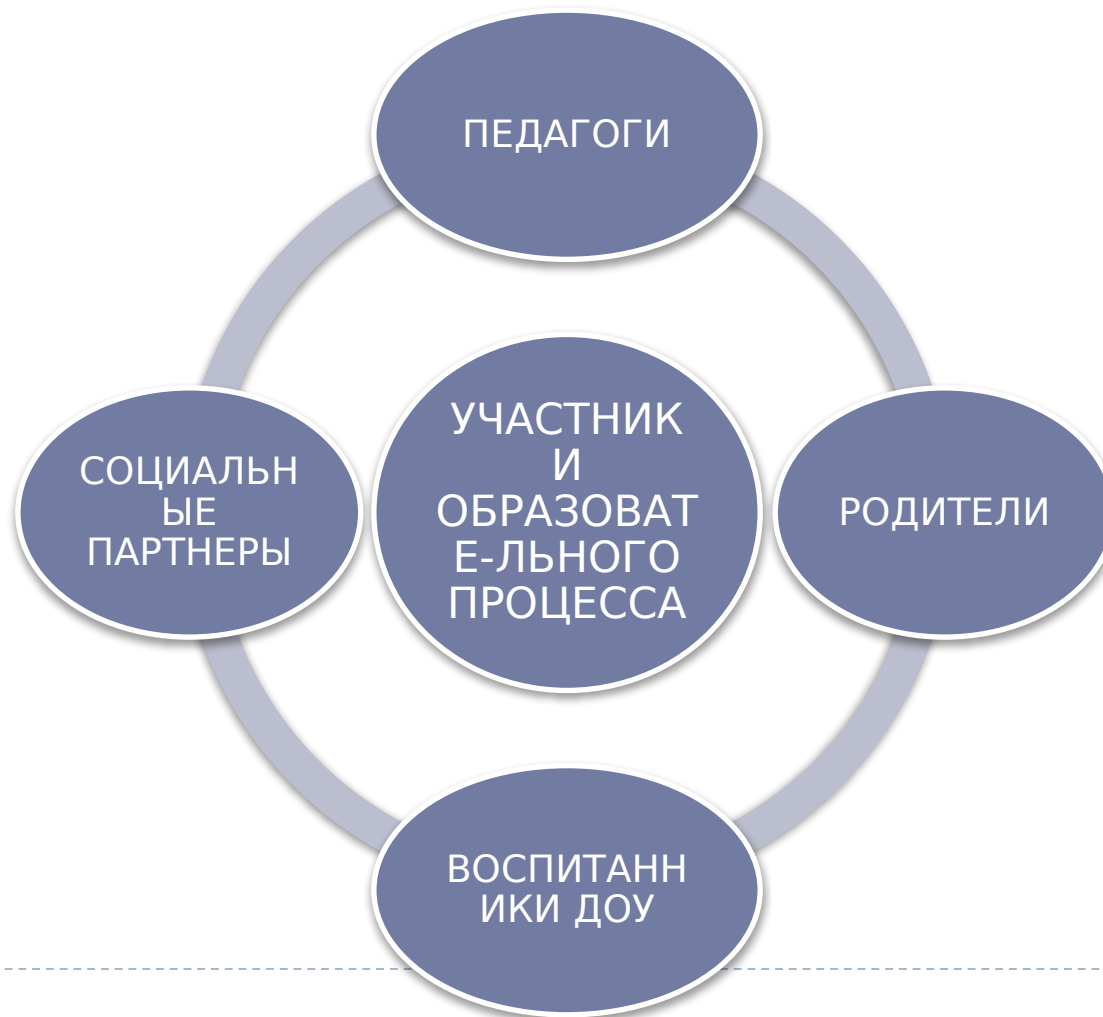 ПЕДАГОГИ
СОЦИАЛЬН
ЫЕ
ПАРТНЕРЫ
УЧАСТНИК
И
ОБРАЗОВАТ
Е-ЛЬНОГО
ПРОЦЕССА
РОДИТЕЛИ
ВОСПИТАНН
ИКИ ДОУ